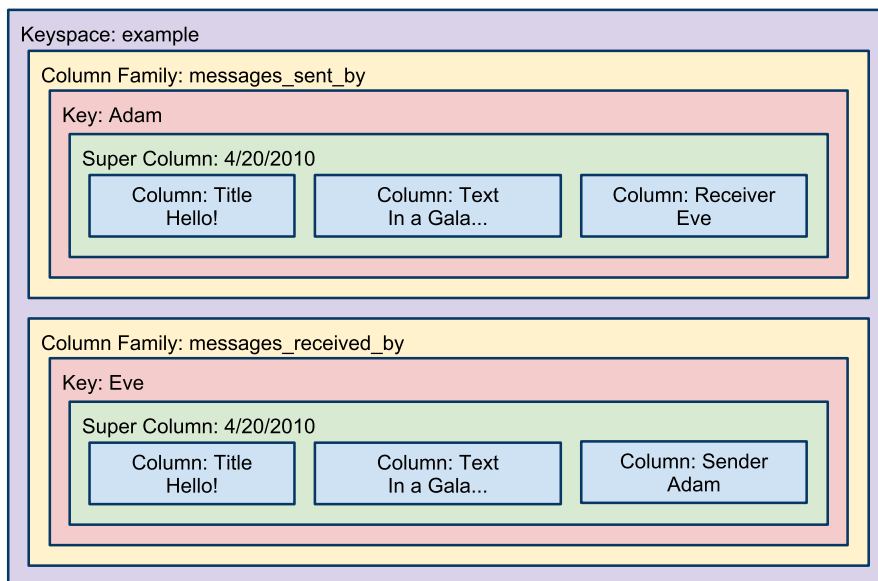 Keyspace: example
Column Family: messages_sent_by
Key: Adam
Super Column: 4/20/2010
Column: Title
Hello!
Column: Text
In a Gala...
Column: Receiver
Eve
Column Family: messages_received_by
Key: Eve
Super Column: 4/20/2010
Column: Title
Hello!
Column: Text
In a Gala...
Column: Sender
Adam